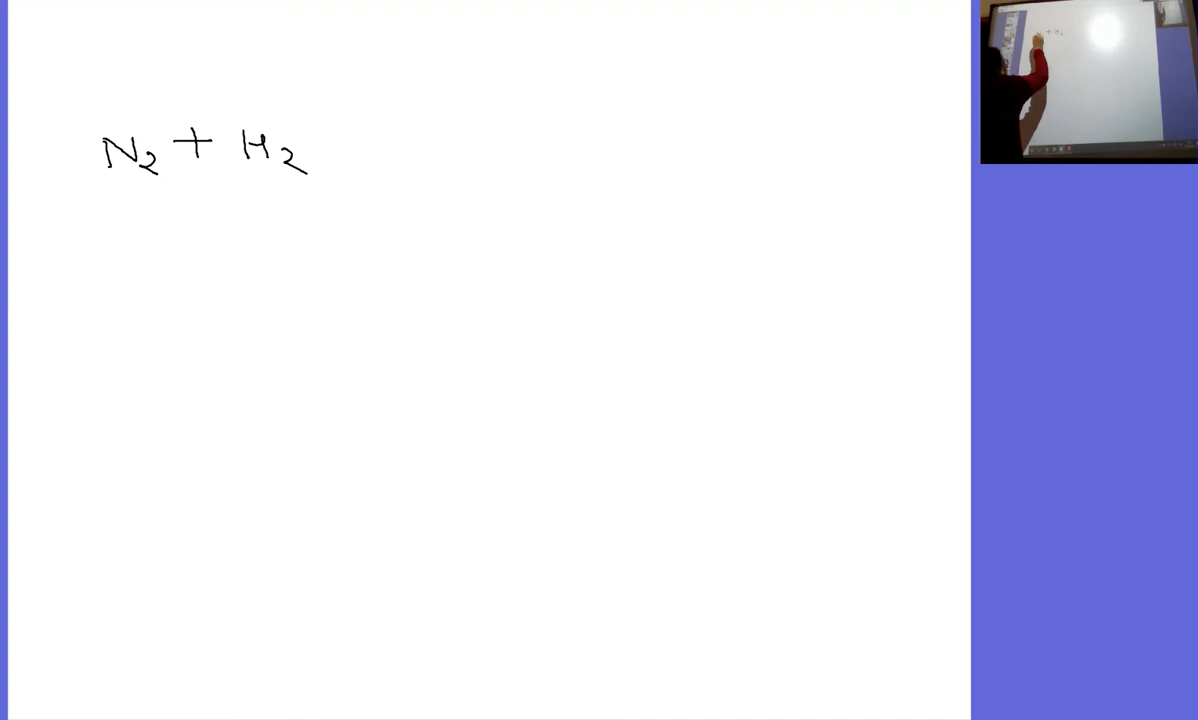 N₂ + H₂